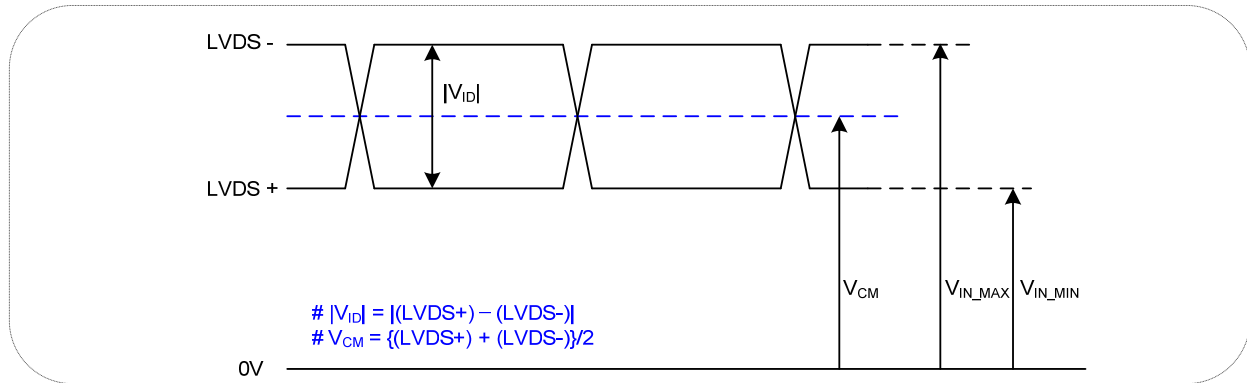 LVDS -
|VID|
LVDS +
VCM
VIN_MAX
VIN_MIN
# |VID| = |(LVDS+) – (LVDS-)|
# VCM = {(LVDS+) + (LVDS-)}/2
0V